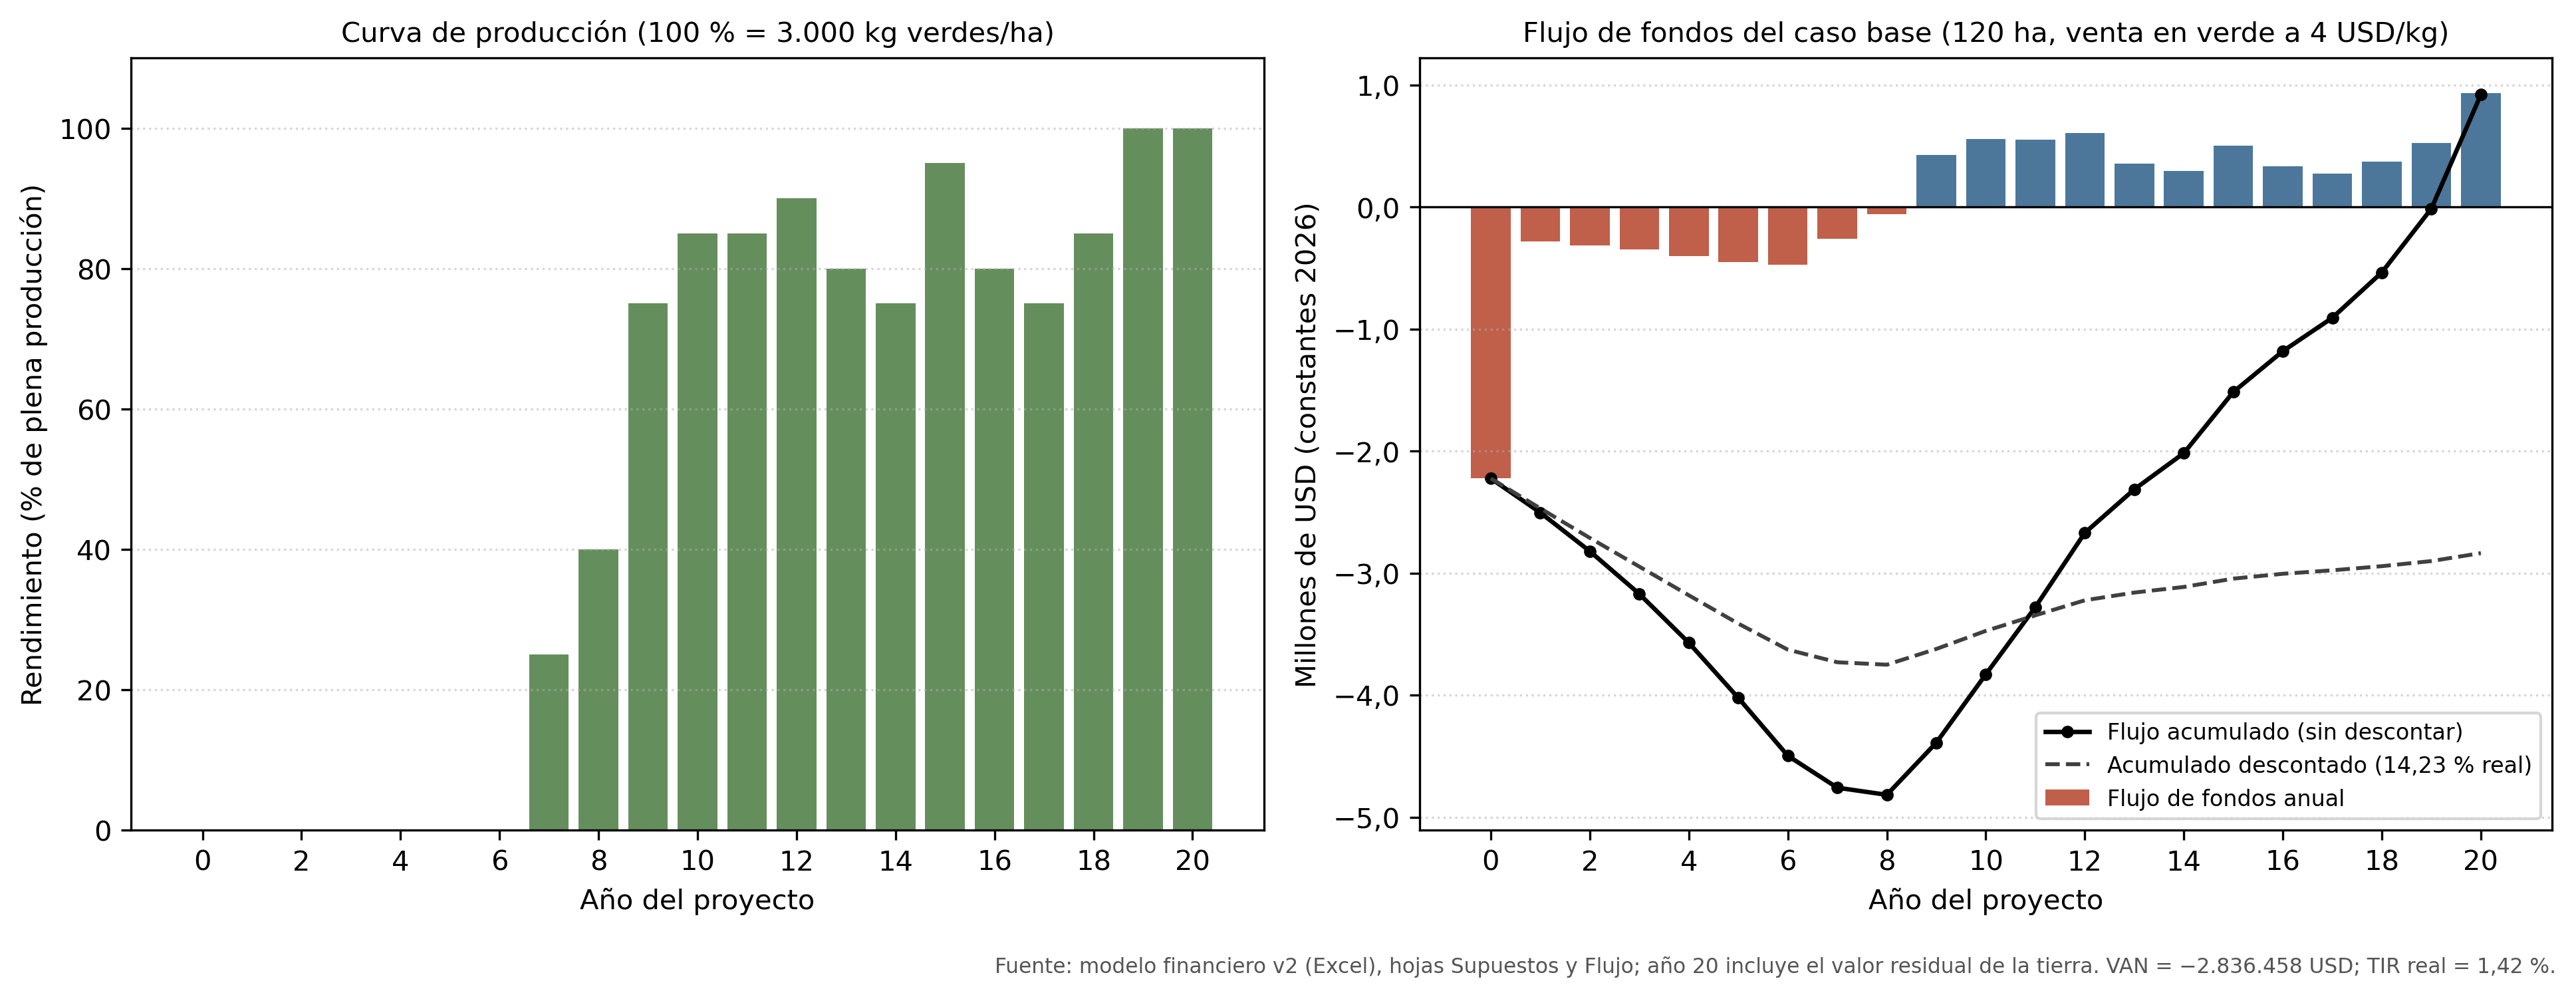 Curva de producción (100 % = 3.000 kg verdes/ha)
Rendimiento (% de plena producción)
100
80
60
40
20
0
0 2 4 6 8 10 12 14 16 18 20
Año del proyecto
Flujo de fondos del caso base (120 ha, venta en verde a 4 USD/kg)
Millones de USD (constantes 2026)
1,0
0,0
−1,0
−2,0
−3,0
−4,0
−5,0
Flujo acumulado (sin descontar)
Acumulado descontado (14,23 % real)
Flujo de fondos anual
0 2 4 6 8 10 12 14 16 18 20
Año del proyecto
Fuente: modelo financiero v2 (Excel), hojas Supuestos y Flujo; año 20 incluye el valor residual de la tierra. VAN = −2.836.458 USD; TIR real = 1,42 %.